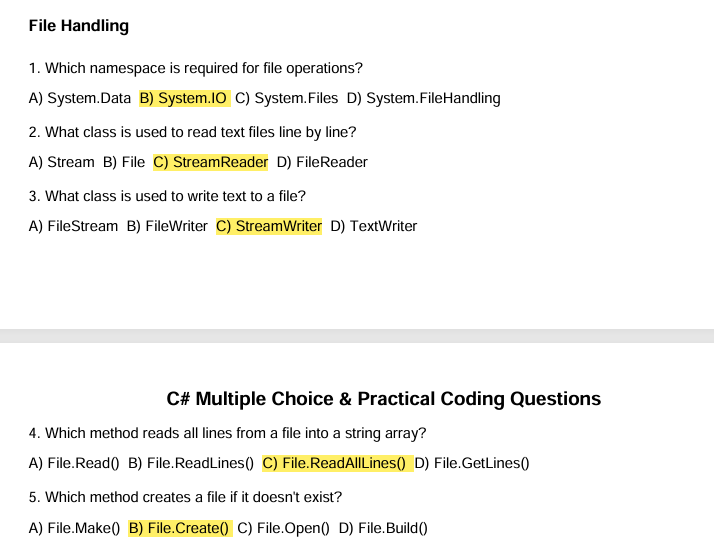 File Handling
1. Which namespace is required for file operations?
A) System.Data B) System.IO C) System.Files D) System.FileHandling
2. What class is used to read text files line by line?
A) Stream B) File C) StreamReader D) FileReader
3. What class is used to write text to a file?
A) FileStream B) FileWriter C) StreamWriter D) TextWriter
C# Multiple Choice & Practical Coding Questions
4. Which method reads all lines from a file into a string array?
A) File.Read() B) File.ReadLines() C) File.ReadAllLines() D) File.GetLines()
5. Which method creates a file if it doesn't exist?
A) File.Make() B) File.Create() C) File.Open() D) File.Build()